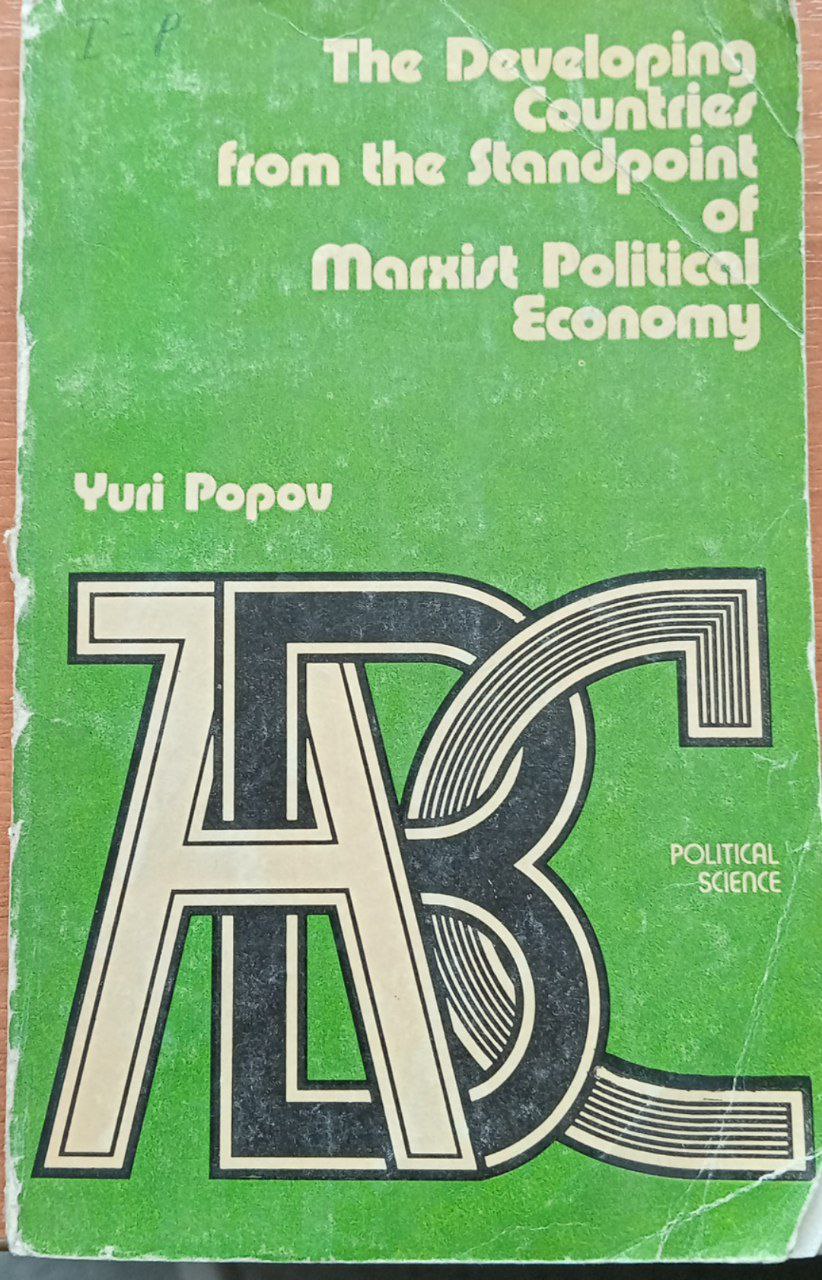 I - P
The Developing
Countries
from the Standpoint
of
Marxist Political
Economy
Yuri Popov
ABC
POLITICAL
SCIENCE